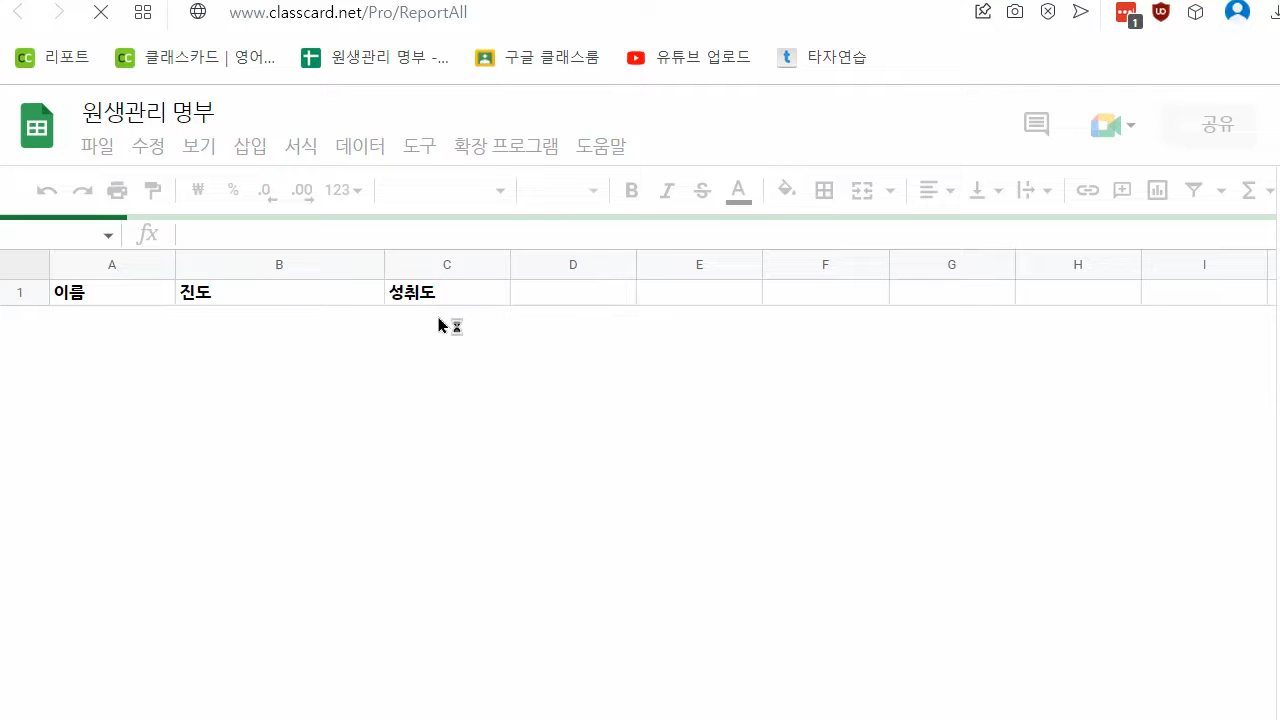 www.classcard.net/Pro/ReportAll
1
cc 리포트 cc 클래스카드 | 영어... 원생관리 명부 -... 구글 클래스룸 유튜브 업로드 t 타자연습
원생관리 명부
파일 수정 보기 삽입 서식 데이터 도구 확장 프로그램 도움말
공유
₩ % .0 .00 123 B I S A Σ
fx
A B C D E F G H I
1 이름 진도 성취도